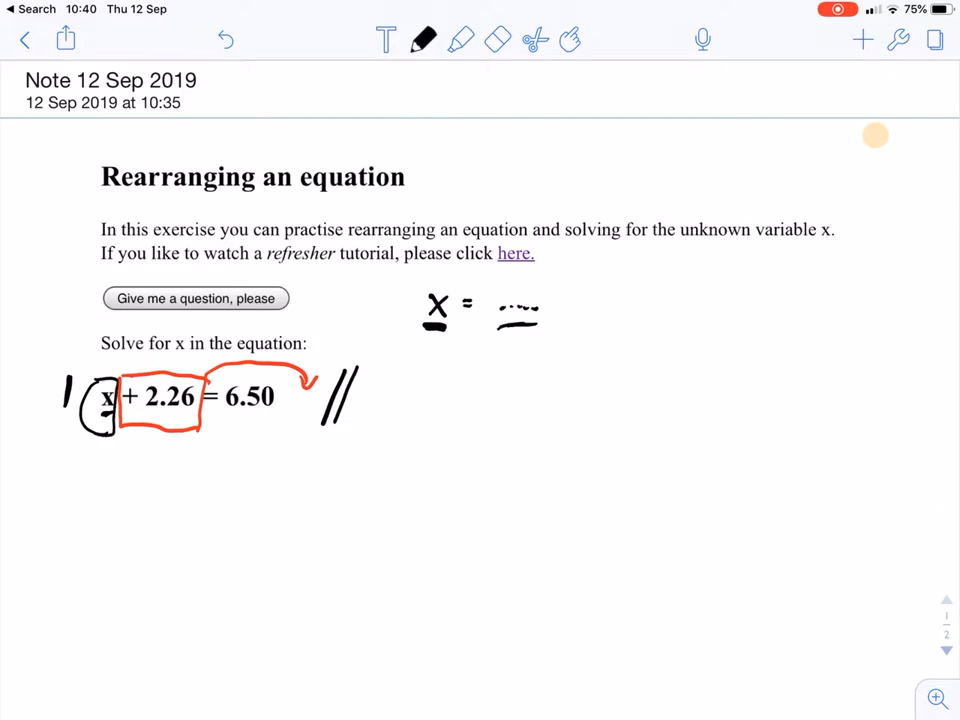 Search 10:40 Thu 12 Sep 75%
T
Note 12 Sep 2019
12 Sep 2019 at 10:35
Rearranging an equation
In this exercise you can practise rearranging an equation and solving for the unknown variable x.
If you like to watch a refresher tutorial, please click here.
Give me a question, please
x = .....
Solve for x in the equation:
x + 2.26 = 6.50 //
1
2